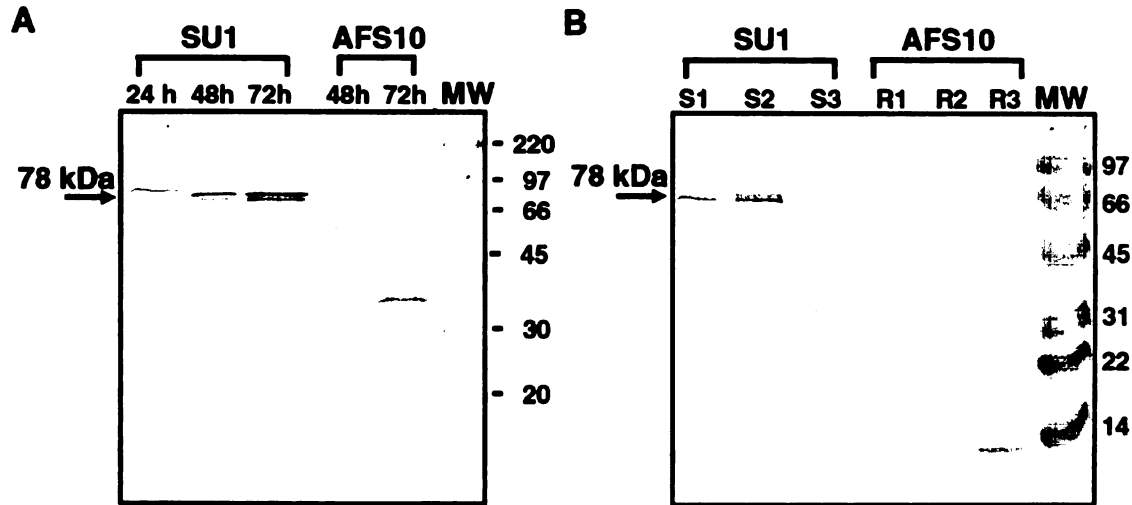 A
SU1 AFS10
24 h 48h 72h 48h 72h MW
78 kDa
- 220
- 97
- 66
- 45
- 30
- 20
B
SU1 AFS10
S1 S2 S3 R1 R2 R3 MW
78 kDa
97
66
45
31
22
14